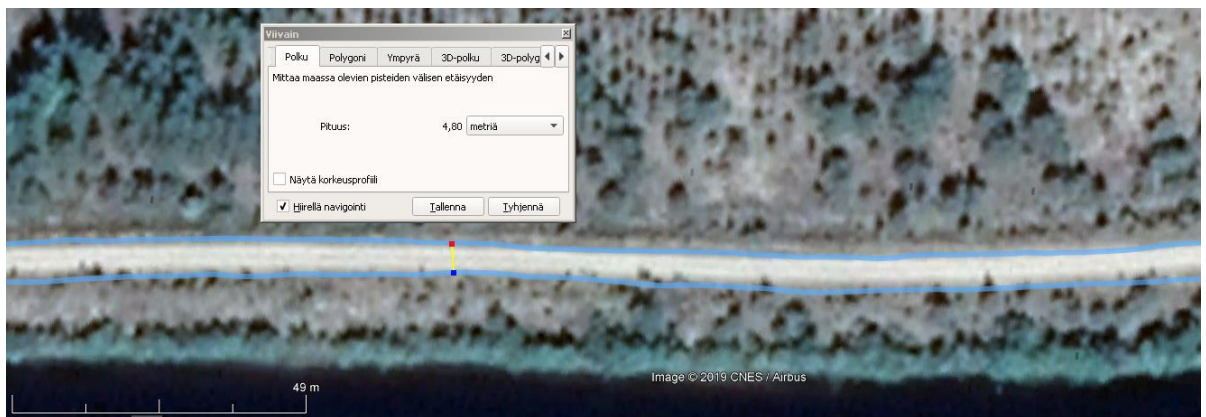 Viivain
Polku Polygoni Ympyrä 3D-polku 3D-polyg
Mittaa maassa olevien pisteiden välisen etäisyyden
Pituus: 4,80 metriä
Näytä korkeusprofiili
Hiirellä navigointi Tallenna Tyhjennä
Image © 2019 CNES / Airbus
49 m